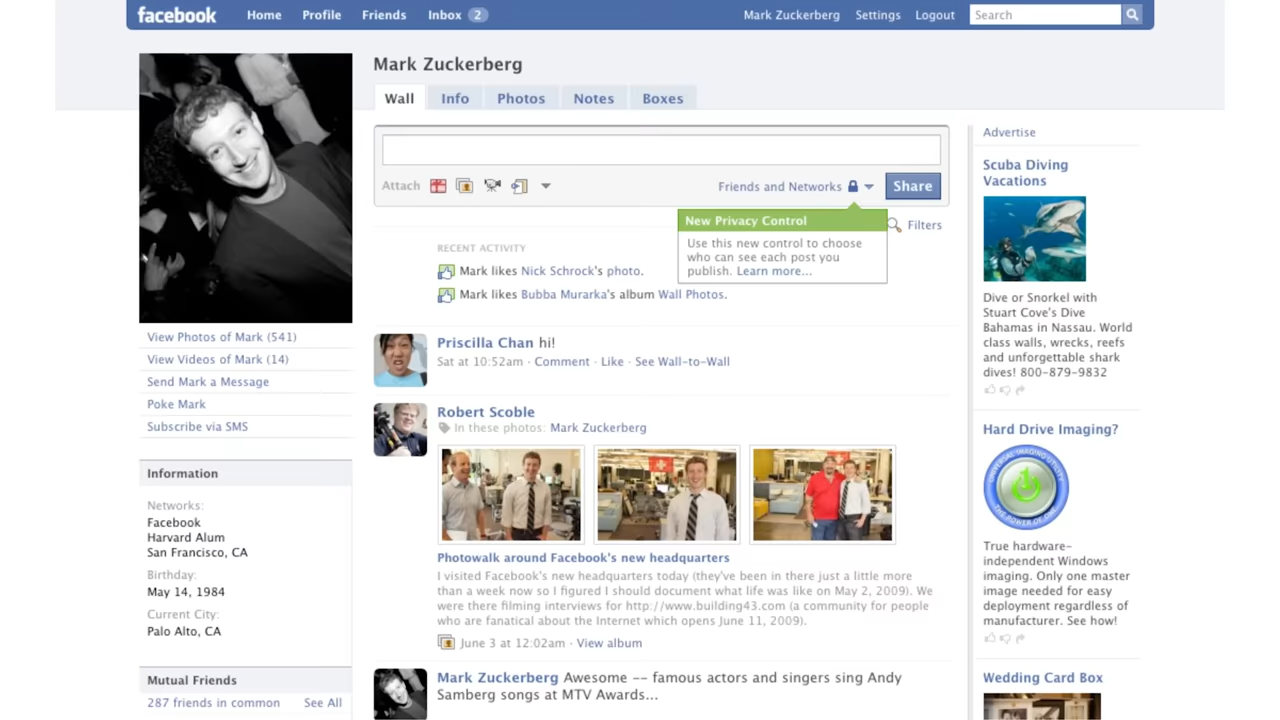 facebook Home Profile Friends Inbox 2 Mark Zuckerberg Settings Logout Search
Mark Zuckerberg
Wall Info Photos Notes Boxes
Attach Friends and Networks Share
New Privacy Control
Use this new control to choose
who can see each post you
publish. Learn more...
Filters
RECENT ACTIVITY
Mark likes Nick Schrock's photo.
Mark likes Bubba Murarka's album Wall Photos.
Priscilla Chan hi!
Sat at 10:52am · Comment · Like · See Wall-to-Wall
Robert Scoble
In these photos: Mark Zuckerberg
Photowalk around Facebook's new headquarters
I visited Facebook's new headquarters today (they've been in there just a little more
than a week now so I figured I should document what life was like on May 2, 2009). We
were there filming interviews for http://www.building43.com (a community for people
who are fanatical about the Internet which opens June 11, 2009).
June 3 at 12:02am · View album
Mark Zuckerberg Awesome -- famous actors and singers sing Andy
Samberg songs at MTV Awards...
View Photos of Mark (541)
View Videos of Mark (14)
Send Mark a Message
Poke Mark
Subscribe via SMS
Information
Networks:
Facebook
Harvard Alum
San Francisco, CA
Birthday:
May 14, 1984
Current City:
Palo Alto, CA
Mutual Friends
287 friends in common See All
Advertise
Scuba Diving
Vacations
Dive or Snorkel with
Stuart Cove's Dive
Bahamas in Nassau. World
class walls, wrecks, reefs
and unforgettable shark
dives! 800-879-9832
Hard Drive Imaging?
UNIVERSAL IMAGING UTILITY
THE POWER OF ONE
True hardware-
independent Windows
imaging. Only one master
image needed for easy
deployment regardless of
manufacturer. See how!
Wedding Card Box